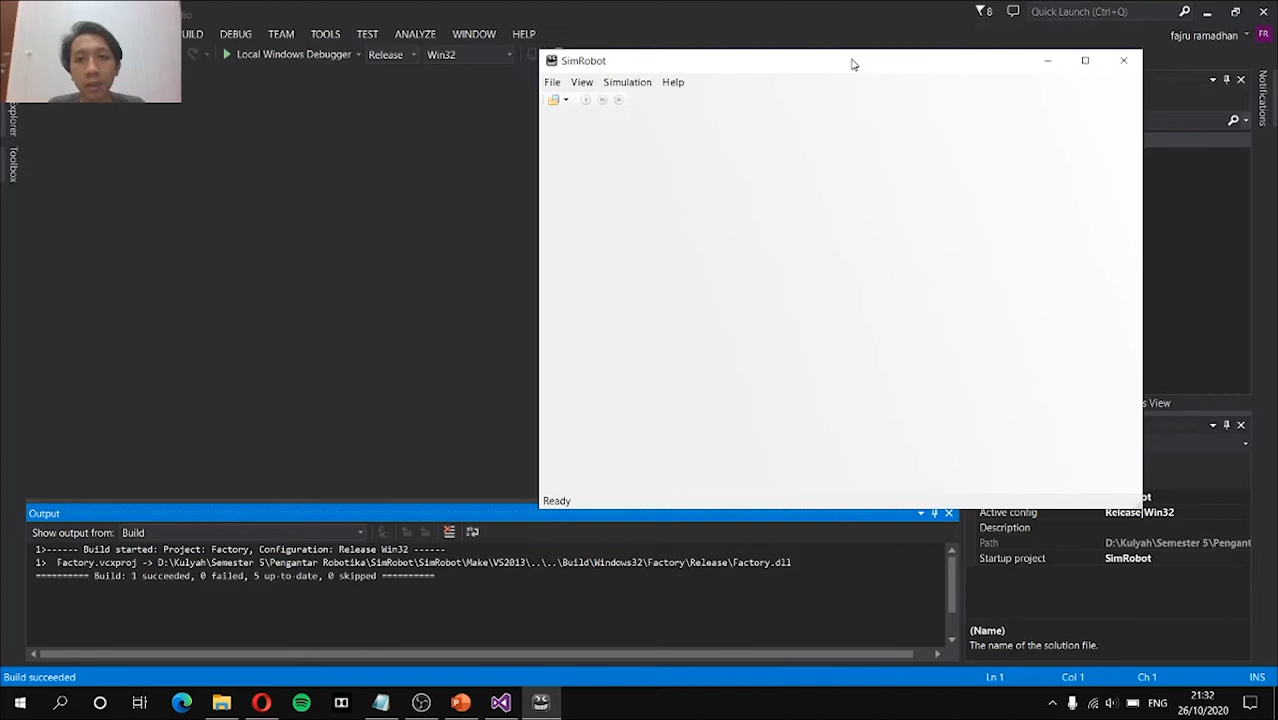 Quick Launch (Ctrl+Q)
8
DEBUG TEAM TOOLS TEST ANALYZE WINDOW HELP
fajru ramadhan
FR
Local Windows Debugger Release Win32
SimRobot
File View Simulation Help
Toolbox
Notifications
Ready
Output
Show output from: Build
1>------ Build started: Project: Factory, Configuration: Release Win32 ------
1> Factory.vcxproj -> D:\Kulyah\Semester 5\Pengantar Robotika\SimRobot\SimRobot\Make\VS2013\..\..\Build\Windows32\Factory\Release\Factory.dll
========== Build: 1 succeeded, 0 failed, 5 up-to-date, 0 skipped ==========
View
Active config Release|Win32
Description
Path D:\Kulyah\Semester 5\Pengant
Startup project SimRobot
(Name)
The name of the solution file.
Build succeeded
Ln 1 Col 1 Ch 1 INS
ENG
21:32
26/10/2020